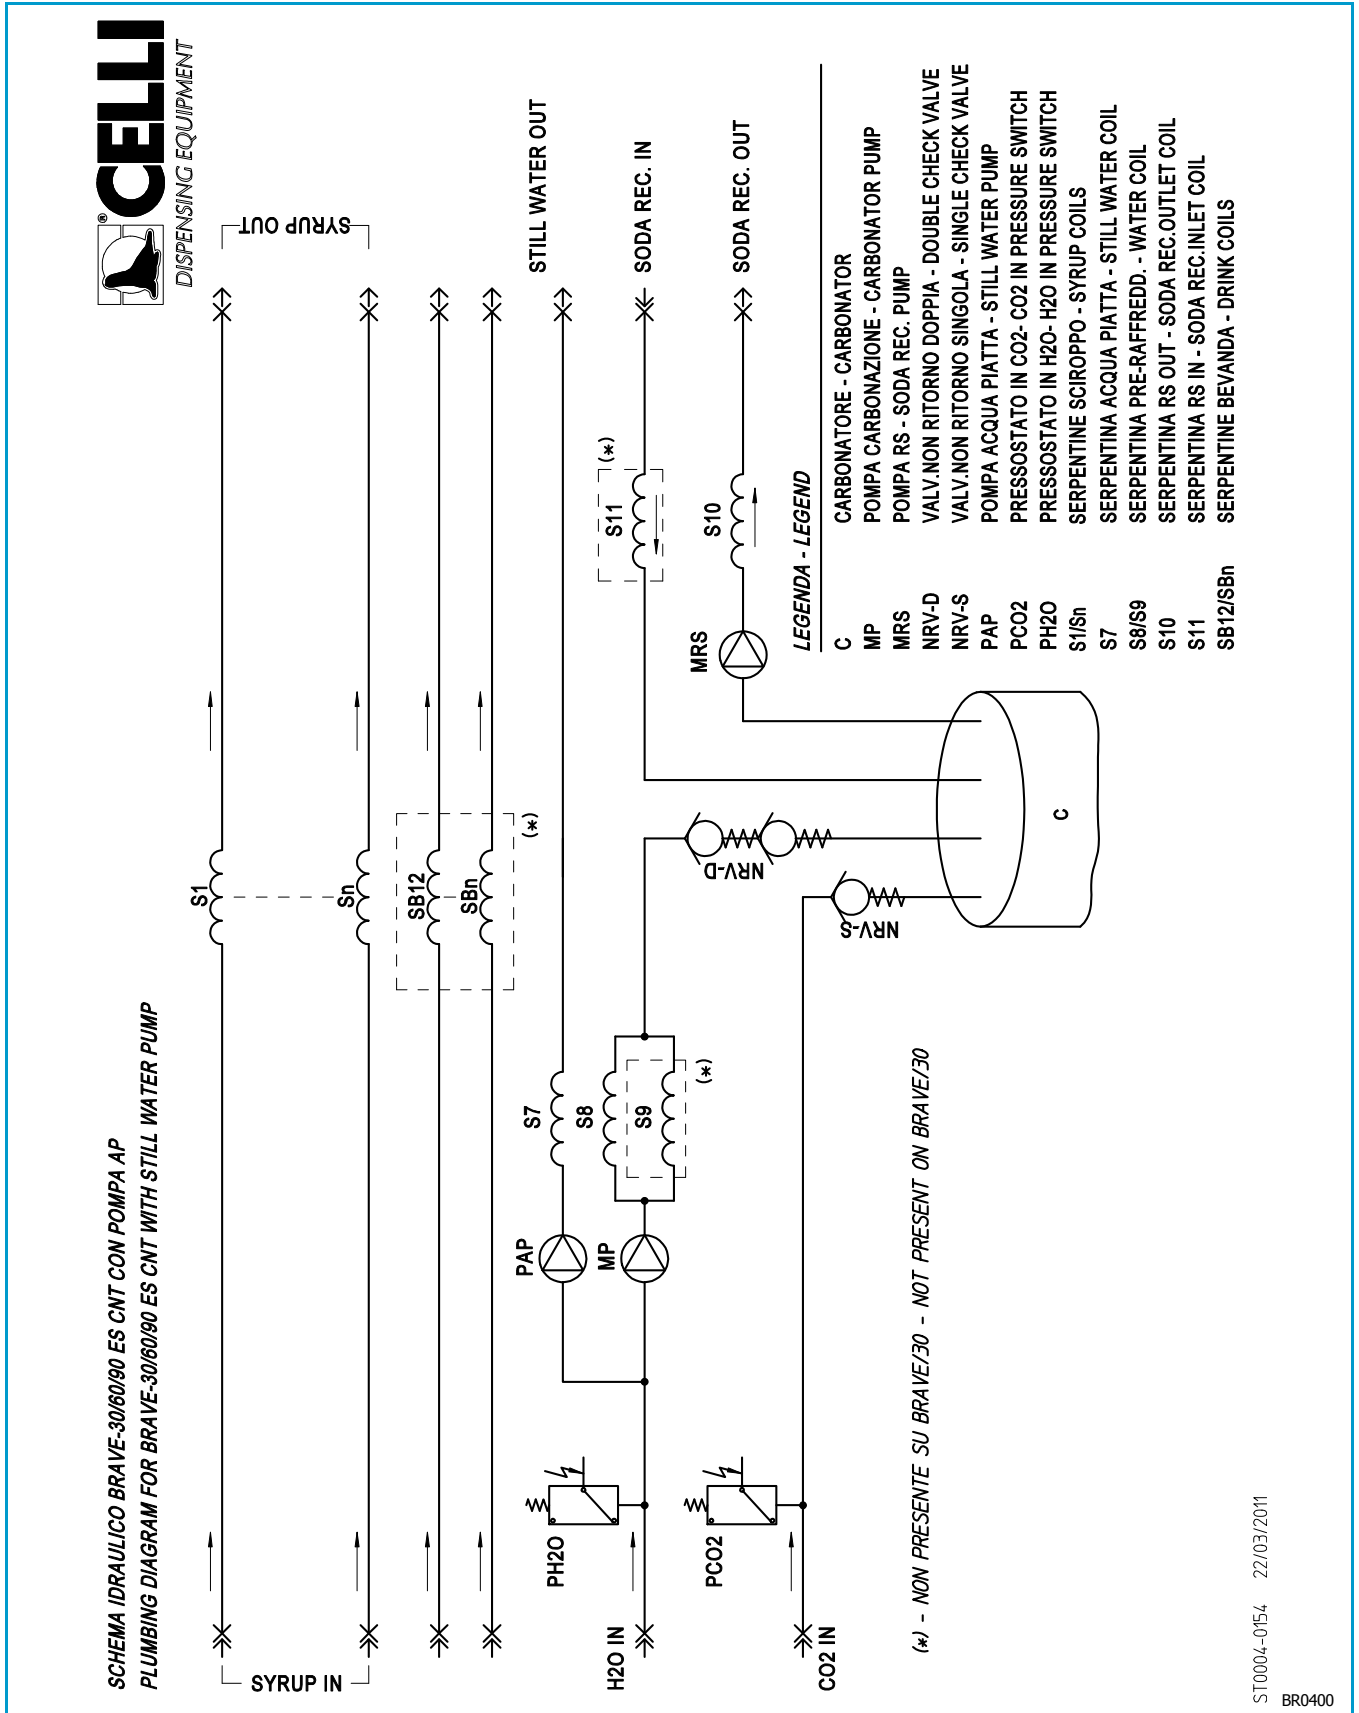 CELLI
®
DISPENSING EQUIPMENT
SCHEMA IDRAULICO BRAVE-30/60/90 ES CNT CON POMPA AP
PLUMBING DIAGRAM FOR BRAVE-30/60/90 ES CNT WITH STILL WATER PUMP
SYRUP IN
S1
SYRUP OUT
Sn
SB12
SBn
(*)
STILL WATER OUT
PAP
S7
H2O IN
PH2O
MP
S8
S9
(*)
S11
(*)
SODA REC. IN
NRV-D
CO2 IN
PCO2
NRV-S
MRS
S10
SODA REC. OUT
C
LEGENDA - LEGEND
C CARBONATORE - CARBONATOR
MP POMPA CARBONAZIONE - CARBONATOR PUMP
MRS POMPA RS - SODA REC. PUMP
NRV-D VALV.NON RITORNO DOPPIA - DOUBLE CHECK VALVE
NRV-S VALV.NON RITORNO SINGOLA - SINGLE CHECK VALVE
PAP POMPA ACQUA PIATTA - STILL WATER PUMP
PCO2 PRESSOSTATO IN CO2- CO2 IN PRESSURE SWITCH
PH2O PRESSOSTATO IN H2O- H2O IN PRESSURE SWITCH
S1/Sn SERPENTINE SCIROPPO - SYRUP COILS
S7 SERPENTINA ACQUA PIATTA - STILL WATER COIL
S8/S9 SERPENTINA PRE-RAFFREDD. - WATER COIL
S10 SERPENTINA RS OUT - SODA REC.OUTLET COIL
S11 SERPENTINA RS IN - SODA REC.INLET COIL
SB12/SBn SERPENTINE BEVANDA - DRINK COILS
(*) - NON PRESENTE SU BRAVE/30 - NOT PRESENT ON BRAVE/30
ST0004-0154 22/03/2011
BR0400